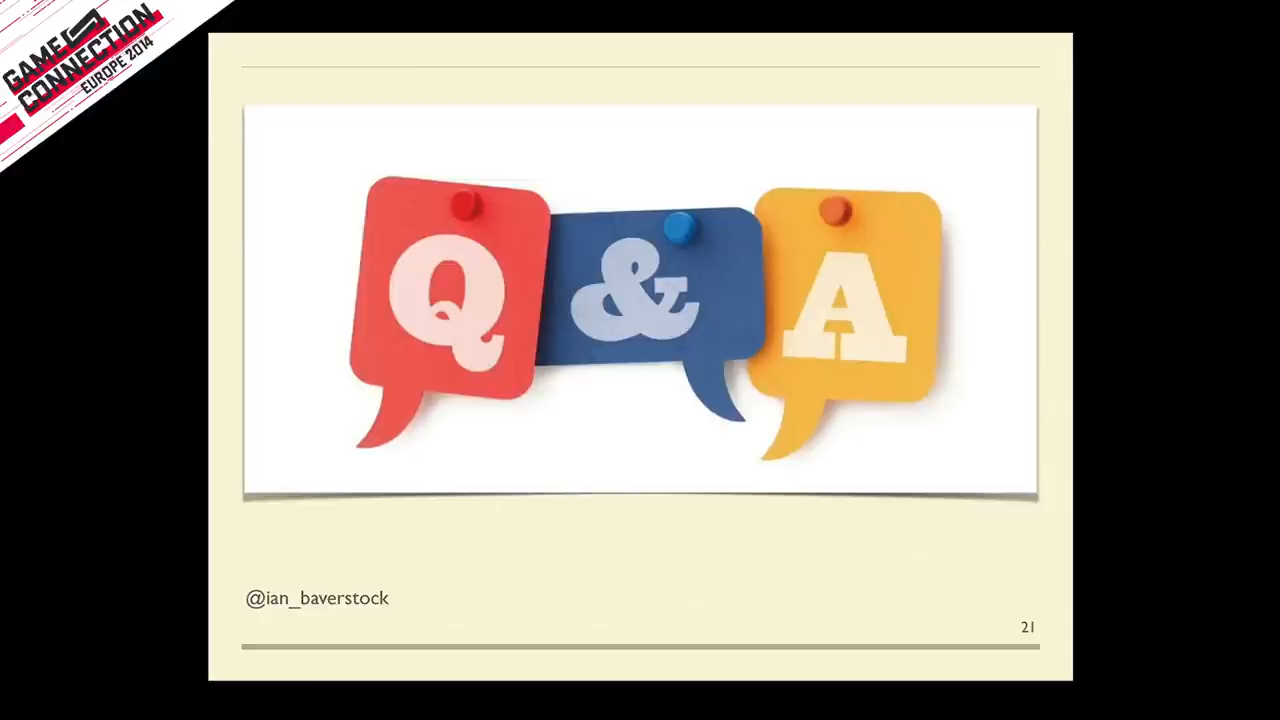 GAME
CONNECTION
EUROPE 2014
Q & A
@ian_baverstock
21